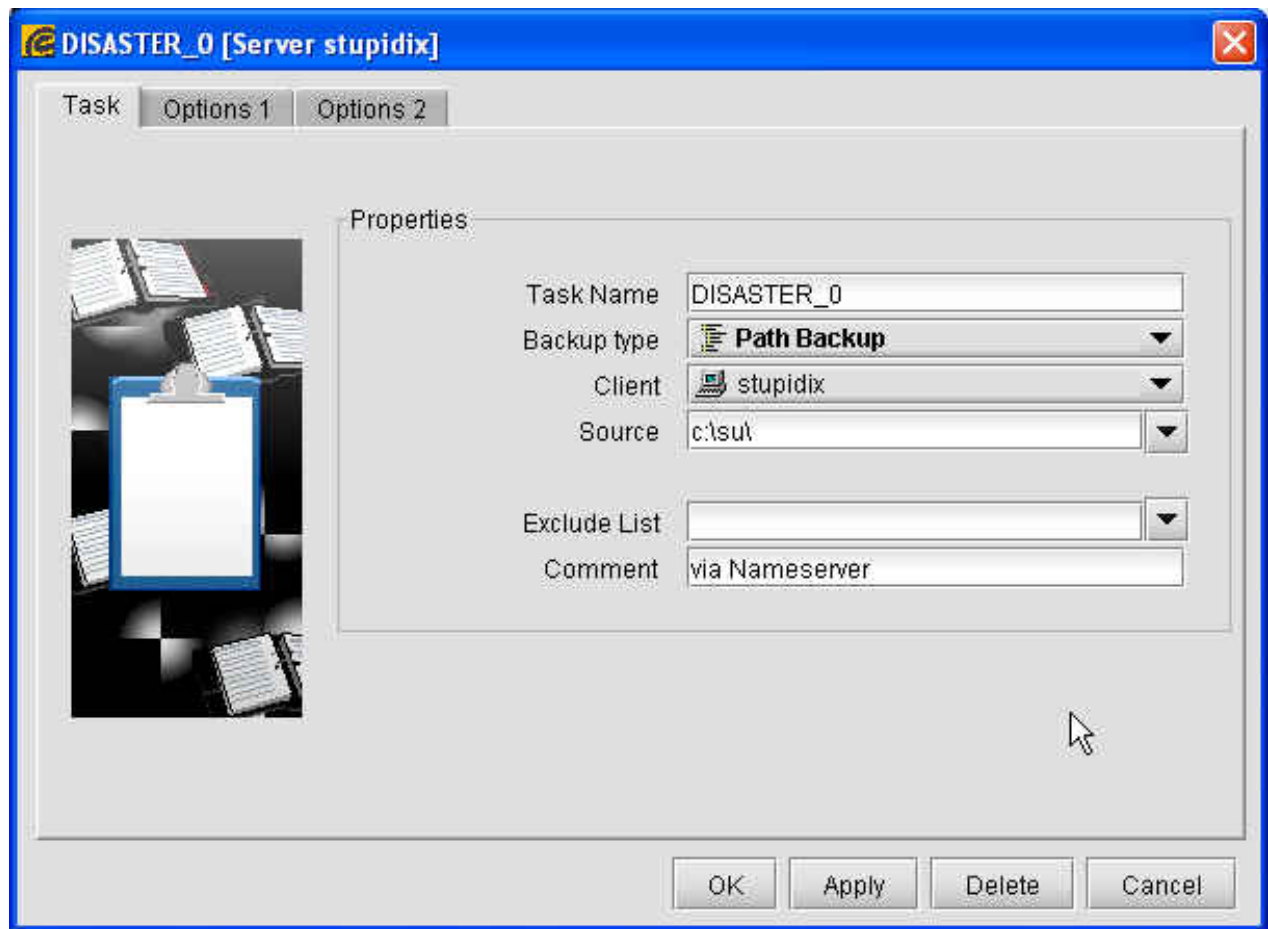 DISASTER_0 [Server stupidix]
Task Options 1 Options 2
Properties
Task Name DISASTER_0
Backup type Path Backup
Client stupidix
Source c:\su\
Exclude List
Comment via Nameserver
OK Apply Delete Cancel